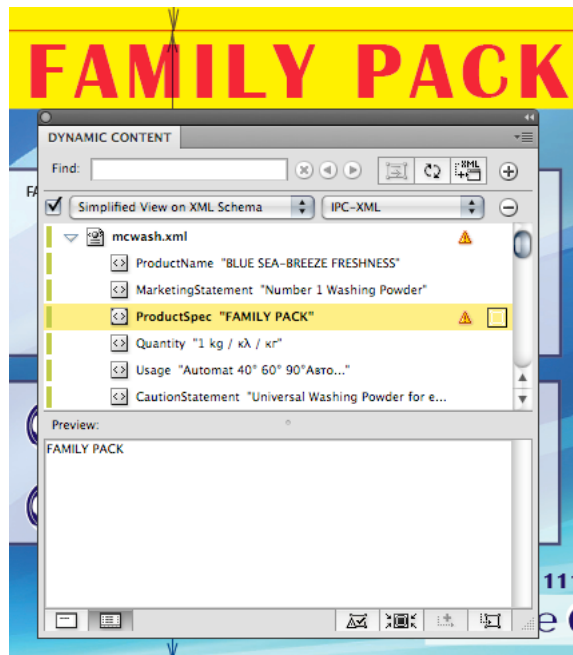 FAMILY PACK
DYNAMIC CONTENT
Find:
XML
Simplified View on XML Schema IPC-XML
mcwash.xml
ProductName "BLUE SEA-BREEZE FRESHNESS"
MarketingStatement "Number 1 Washing Powder"
ProductSpec "FAMILY PACK"
Quantity "1 kg / κλ / кг"
Usage "Automat 40° 60° 90°Авто..."
CautionStatement "Universal Washing Powder for e...
Preview:
FAMILY PACK